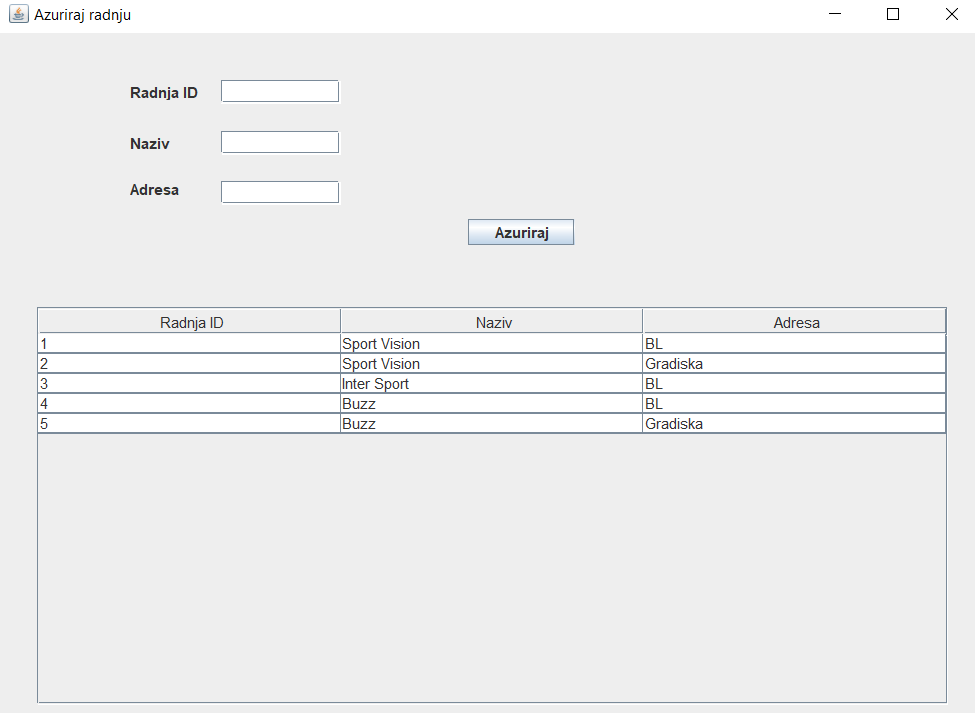 Azuriraj radnju
Radnja ID
Naziv
Adresa
Azuriraj
Radnja ID Naziv Adresa
1 Sport Vision BL
2 Sport Vision Gradiska
3 Inter Sport BL
4 Buzz BL
5 Buzz Gradiska